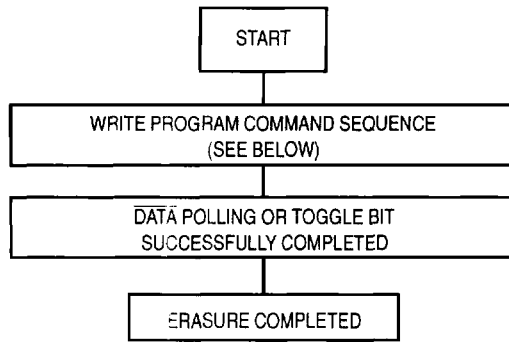 START
WRITE PROGRAM COMMAND SEQUENCE
(SEE BELOW)
DATA POLLING OR TOGGLE BIT
SUCCESSFULLY COMPLETED
ERASURE COMPLETED